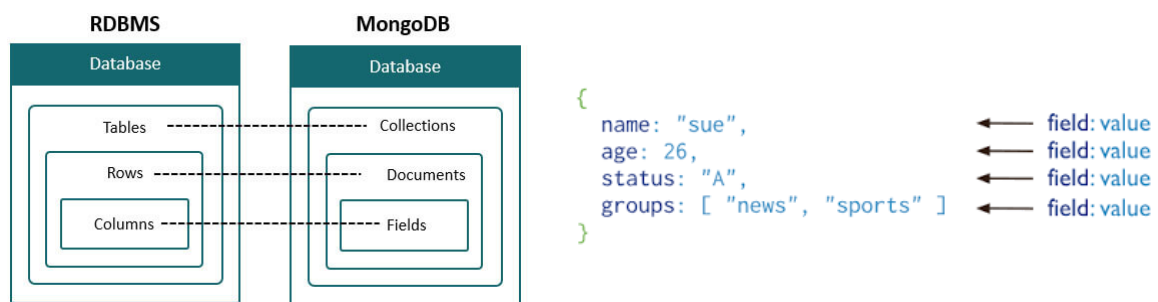 RDBMS
MongoDB
Database
Database
Tables
Collections
Rows
Documents
Columns
Fields
{
name: "sue",
field: value
age: 26,
field: value
status: "A",
field: value
groups: [ "news", "sports" ]
field: value
}